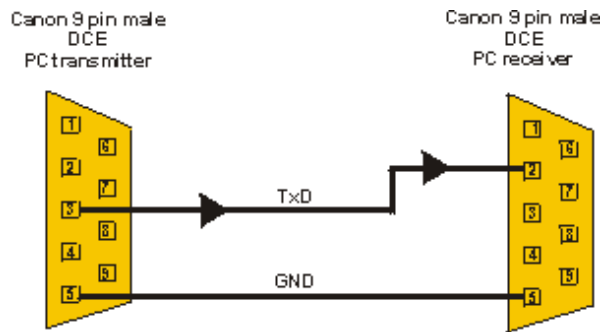 Canon 9 pin male
DCE
PC transmitter
Canon 9 pin male
DCE
PC receiver
1
6
2
7
3
8
4
9
5
TxD
GND
1
6
2
7
3
8
4
9
5